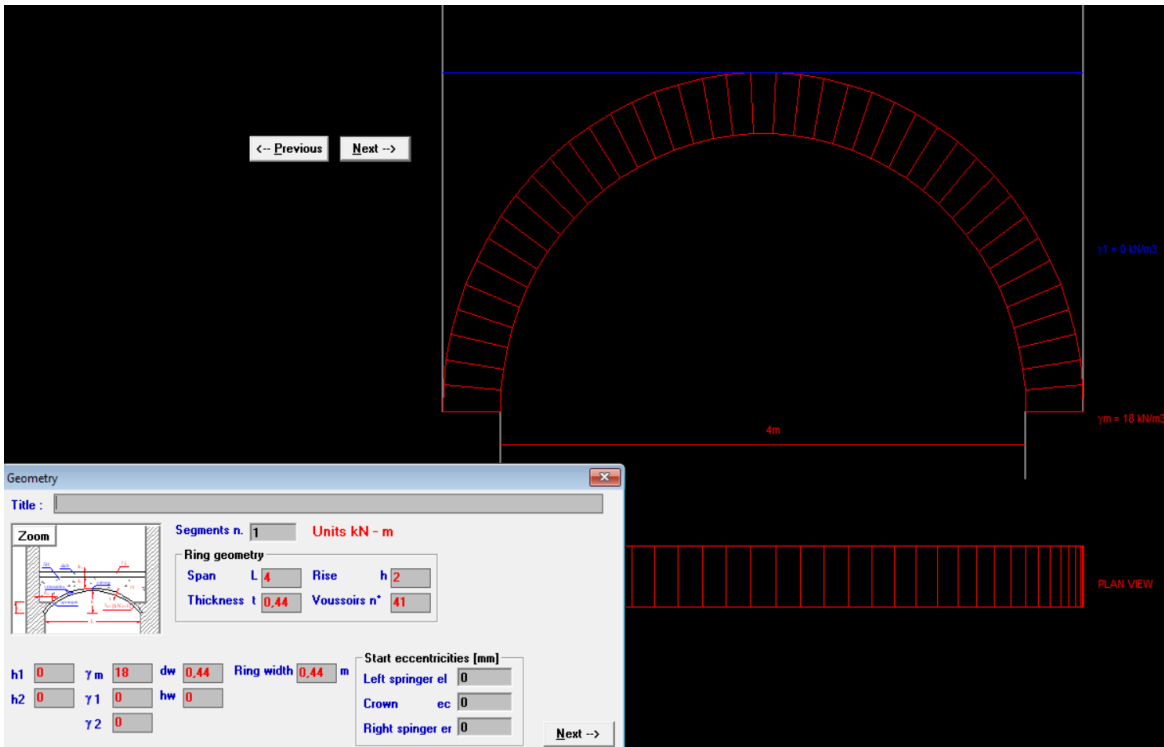 <-- Previous
Next -->
γ1 = 0 kN/m3
γm = 18 kN/m3
4m
PLAN VIEW
Geometry
Title :
Zoom
Segments n. 1
Units kN - m
Ring geometry
Span L 4 Rise h 2
Thickness t 0,44 Voussoirs n° 41
h1 0 γ m 18 dw 0,44 Ring width 0,44 m
h2 0 γ 1 0 hw 0
γ 2 0
Start eccentricities [mm]
Left springer el 0
Crown ec 0
Right spinger er 0
Next -->